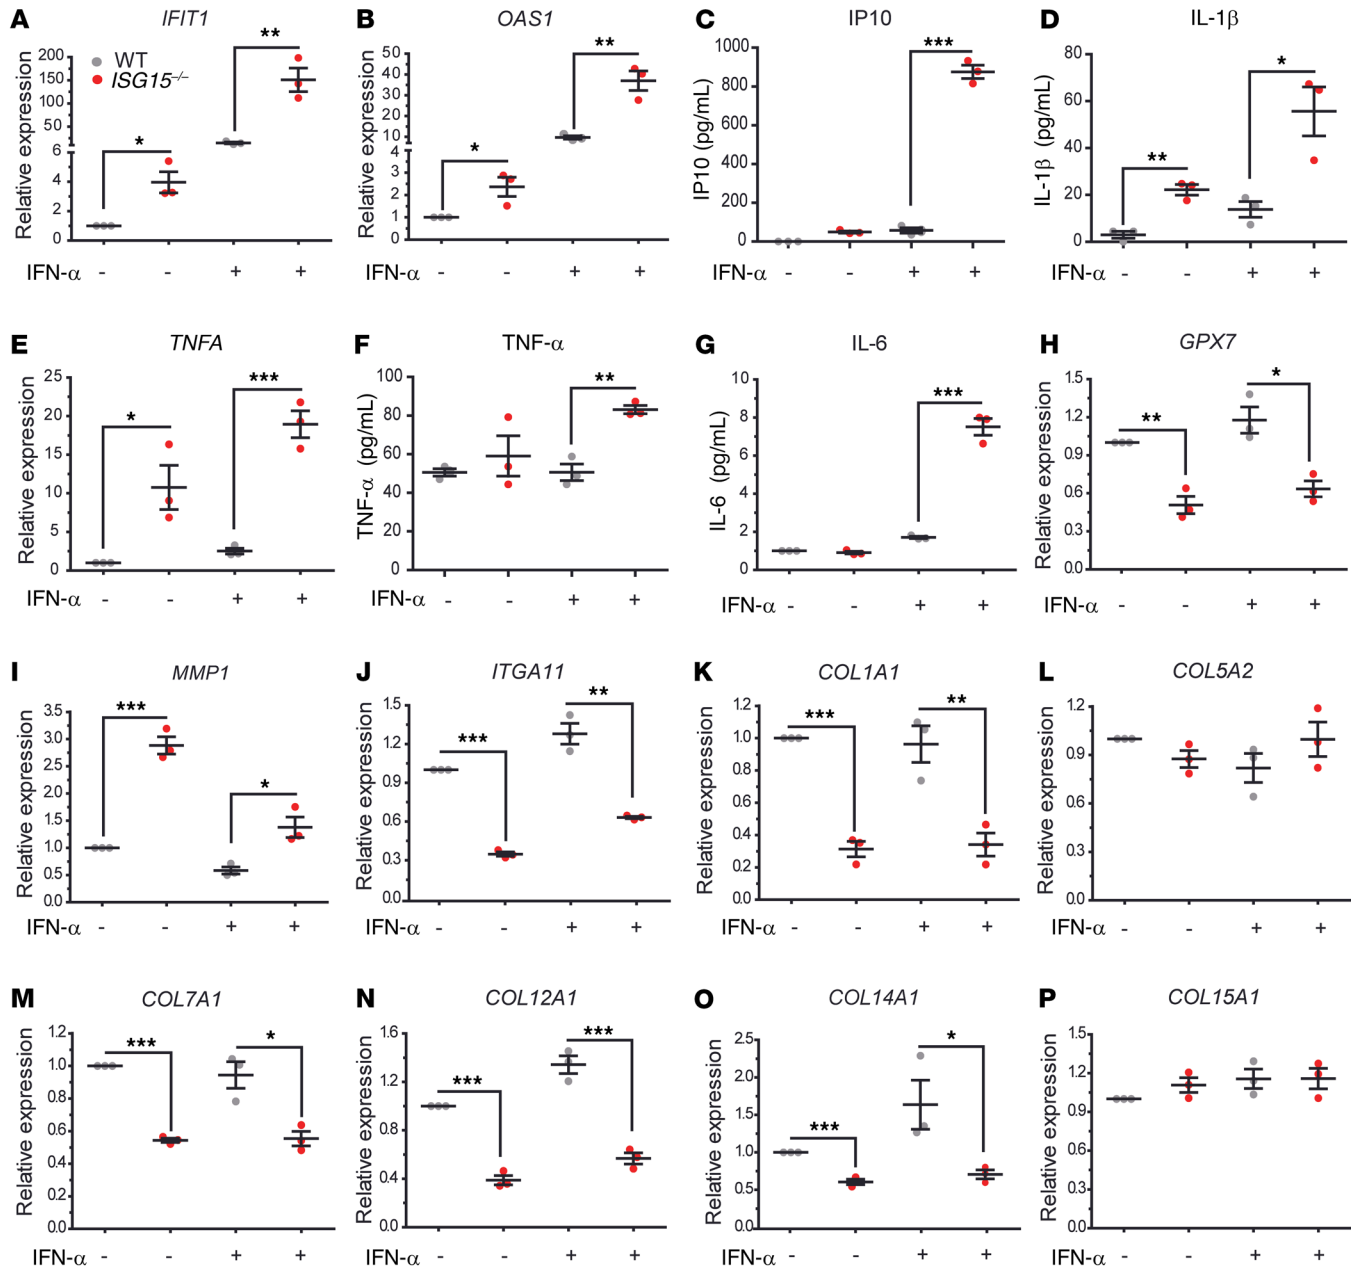 A IFIT1
Relative expression
WT
ISG15–/–
200
150
100
50
6
4
2
0
*
**
IFN-α - - + +
B OAS1
Relative expression
50
40
30
20
10
4
3
2
1
0
*
**
IFN-α - - + +
C IP10
IP10 (pg/mL)
1000
800
600
400
200
0
***
IFN-α - - + +
D IL-1β
IL-1β (pg/mL)
80
60
40
20
0
**
*
IFN-α - - + +
E TNFA
Relative expression
25
20
15
10
5
0
*
***
IFN-α - - + +
F TNF-α
TNF-α (pg/mL)
100
80
60
40
20
0
**
IFN-α - - + +
G IL-6
IL-6 (pg/mL)
10
8
6
4
2
0
***
IFN-α - - + +
H GPX7
Relative expression
1.5
1.2
0.9
0.6
0.3
0.0
**
*
IFN-α - - + +
I MMP1
Relative expression
3.5
3.0
2.5
2.0
1.5
1.0
0.5
0.0
***
*
IFN-α - - + +
J ITGA11
Relative expression
1.5
1.2
0.9
0.6
0.3
0.0
***
**
IFN-α - - + +
K COL1A1
Relative expression
1.2
1.0
0.8
0.6
0.4
0.2
0.0
***
**
IFN-α - - + +
L COL5A2
Relative expression
1.2
0.9
0.6
0.3
0.0
IFN-α - - + +
M COL7A1
Relative expression
1.2
1.0
0.8
0.6
0.4
0.2
0.0
***
*
IFN-α - - + +
N COL12A1
Relative expression
1.6
1.2
0.8
0.4
0.0
***
***
IFN-α - - + +
O COL14A1
Relative expression
2.5
2.0
1.5
1.0
0.5
0.0
***
*
IFN-α - - + +
P COL15A1
Relative expression
1.5
1.2
0.9
0.6
0.3
0.0
IFN-α - - + +